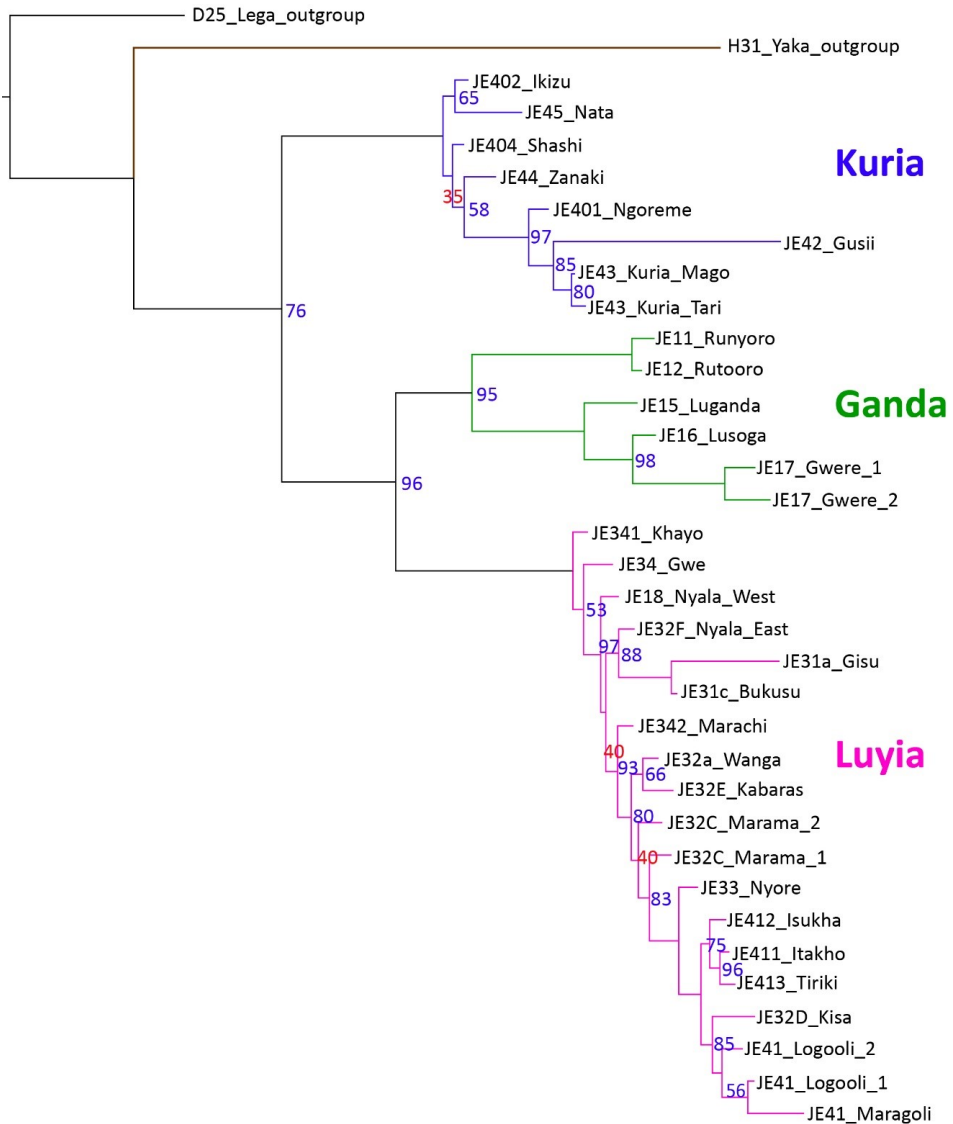 D25_Lega_outgroup
H31_Yaka_outgroup
JE402_Ikizu
65
JE45_Nata
JE404_Shashi
Kuria
JE44_Zanaki
35
58
JE401_Ngoreme
97
JE42_Gusii
85
JE43_Kuria_Mago
80
JE43_Kuria_Tari
76
JE11_Runyoro
JE12_Rutooro
95
Ganda
JE15_Luganda
JE16_Lusoga
98
JE17_Gwere_1
96
JE17_Gwere_2
JE341_Khayo
JE34_Gwe
JE18_Nyala_West
53
JE32F_Nyala_East
97
88
JE31a_Gisu
JE31c_Bukusu
JE342_Marachi
40
Luyia
JE32a_Wanga
93
66
JE32E_Kabaras
80
JE32C_Marama_2
40
JE32C_Marama_1
JE33_Nyore
83
JE412_Isukha
75
JE411_Itakho
96
JE413_Tiriki
JE32D_Kisa
85
JE41_Logooli_2
JE41_Logooli_1
56
JE41_Maragoli